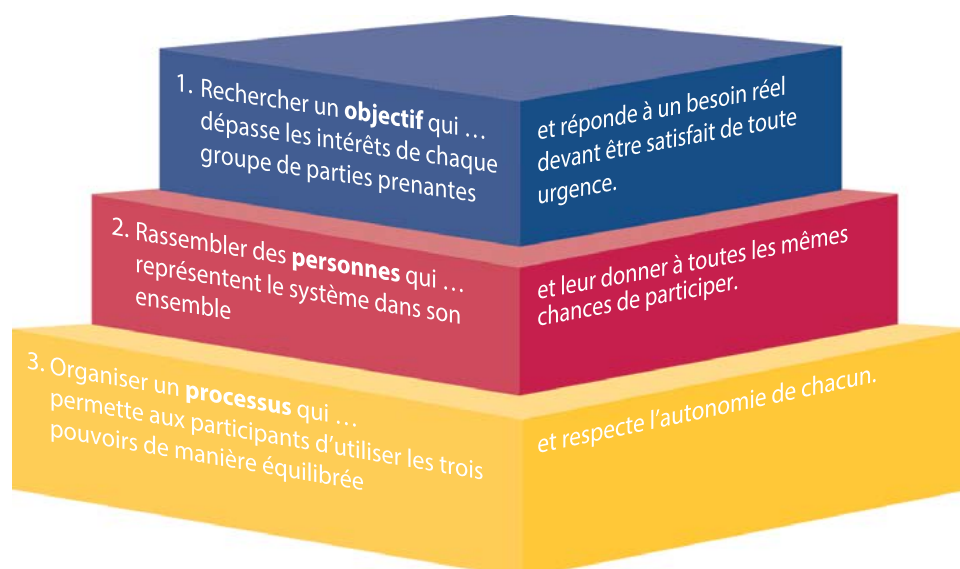 1. Rechercher un objectif qui …
dépasse les intérêts de chaque
groupe de parties prenantes
et réponde à un besoin réel
devant être satisfait de toute
urgence.
2. Rassembler des personnes qui …
représentent le système dans son
ensemble
et leur donner à toutes les mêmes
chances de participer.
3. Organiser un processus qui …
permette aux participants d’utiliser les trois
pouvoirs de manière équilibrée
et respecte l’autonomie de chacun.